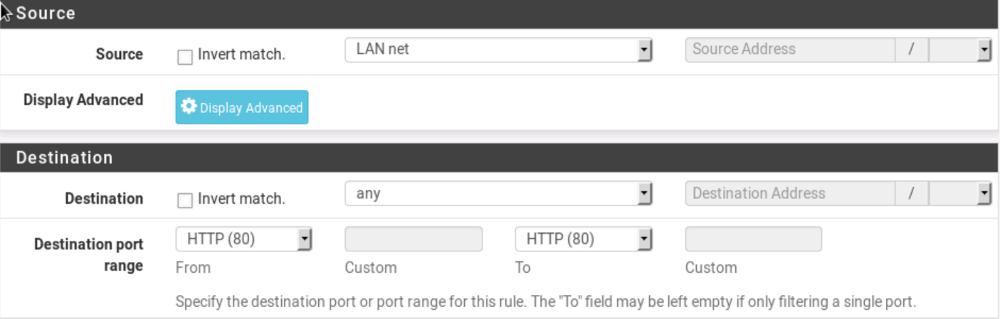 Source
Source Invert match. LAN net Source Address /
Display Advanced Display Advanced
Destination
Destination Invert match. any Destination Address /
Destination port range HTTP (80) HTTP (80)
From Custom To Custom
Specify the destination port or port range for this rule. The "To" field may be left empty if only filtering a single port.